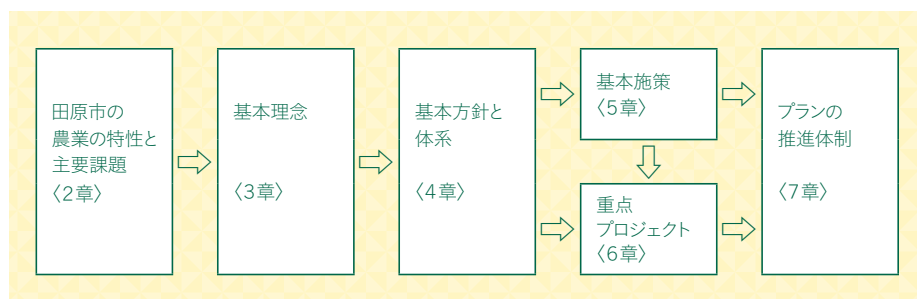 田原市の
農業の特性と
主要課題
〈2章〉
基本理念
〈3章〉
基本方針と
体系
〈4章〉
基本施策
〈5章〉
重点
プロジェクト
〈6章〉
プランの
推進体制
〈7章〉